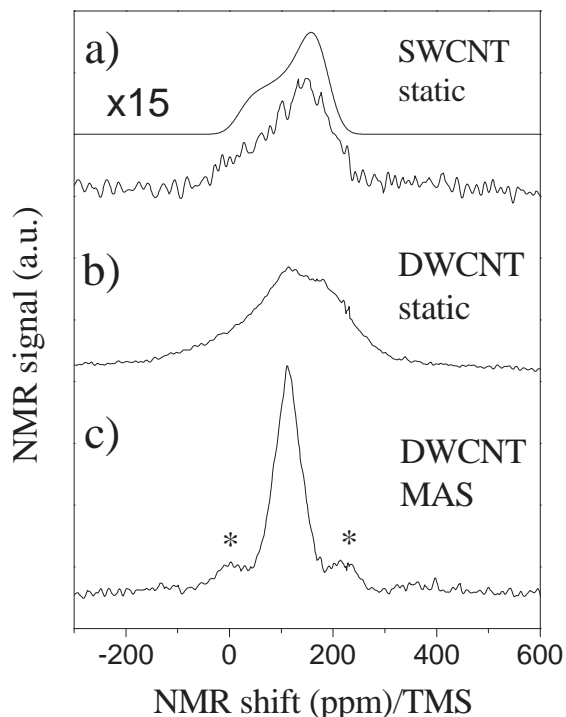 a)
SWCNT
static
x15
b)
DWCNT
static
c)
DWCNT
MAS
*
*
NMR signal (a.u.)
-200
0
200
400
600
NMR shift (ppm)/TMS